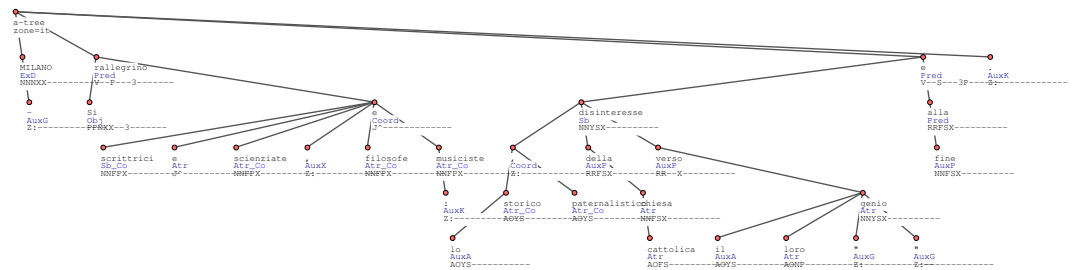 a-tree
zone=it
MILANO
ExD
NNNXX-------------
rallegrino
Pred
V--P---3-------
e
Pred
V--S---3P-------
.
AuxK
Z:-------------
-
AuxG
Z:-------------
Si
Obj
PPNXX--3-------
e
Coord
J^-------------
disinteresse
Sb
NNYSX----------
alla
Pred
RRFSX----------
scrittrici
Sb_Co
NNFPX----------
e
Atr
J^-------------
scienziate
Atr_Co
NNFPX----------
,
AuxX
Z:-------------
filosofe
Atr_Co
NNFPX----------
musiciste
Atr_Co
NNFPX----------
,
Coord
Z:-------------
della
AuxP
RRFSX----------
verso
AuxP
RR--X----------
fine
AuxP
NNFSX----------
:
AuxK
Z:-------------
storico
Atr_Co
AOYS-----------
paternalistico
Atr_Co
AOYS-----------
chiesa
Atr
NNFSX----------
genio
Atr
NNYSX----------
lo
AuxA
AOYS-----------
cattolica
Atr
AOFS-----------
il
AuxA
AOYS-----------
loro
Atr
AONP-----------
"
AuxG
Z:-------------
"
AuxG
Z:-------------